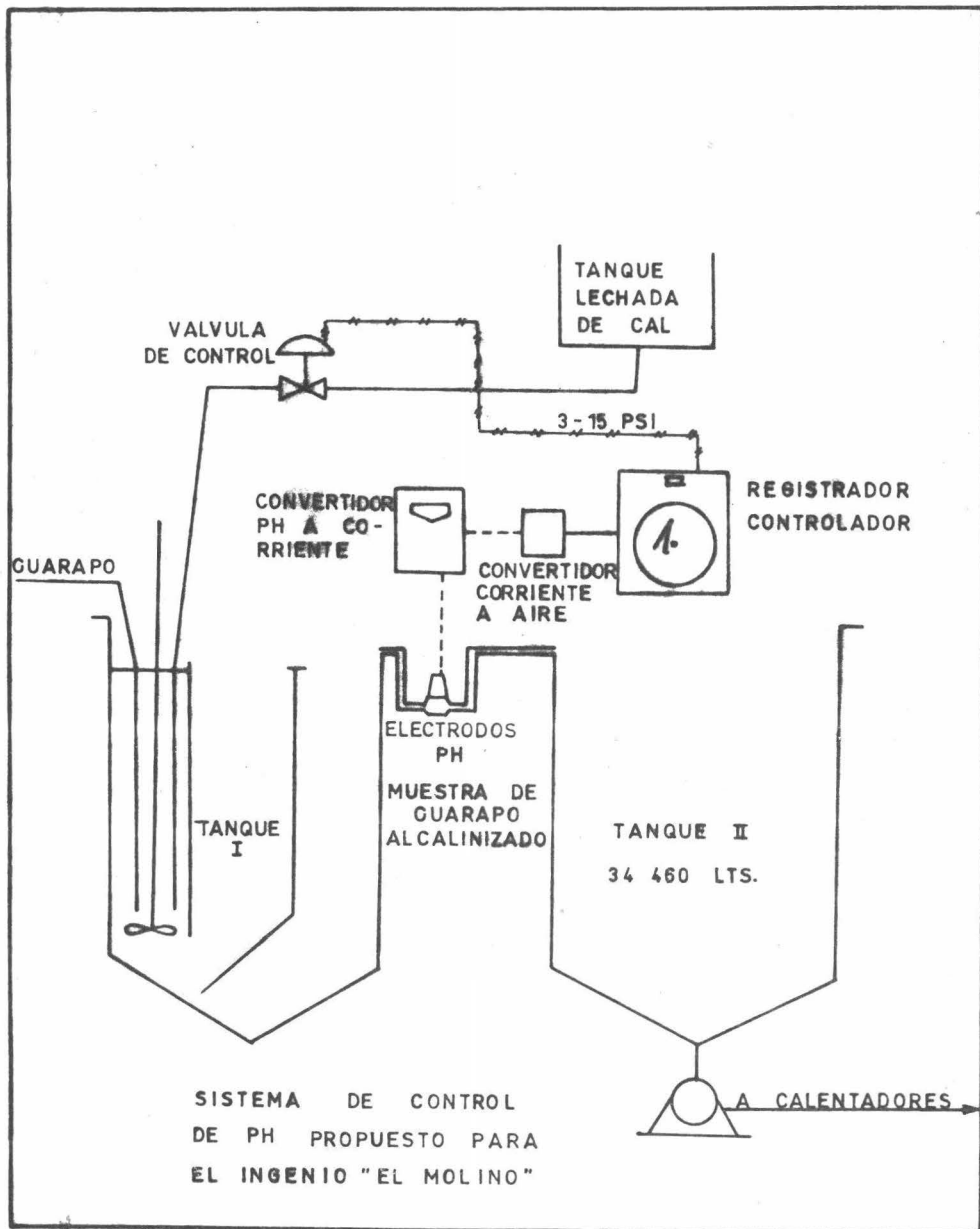 TANQUE
LECHADA
DE CAL
VALVULA
DE CONTROL
3-15 PSI
CONVERTIDOR
PH A CO-
RRIENTE
REGISTRADOR
CONTROLADOR
1.
CONVERTIDOR
CORRIENTE
A AIRE
GUARAPO
ELECTRODOS
PH
MUESTRA DE
GUARAPO
ALCALINIZADO
TANQUE
I
TANQUE II
34 460 LTS.
A CALENTADORES
SISTEMA DE CONTROL
DE PH PROPUESTO PARA
EL INGENIO "EL MOLINO"